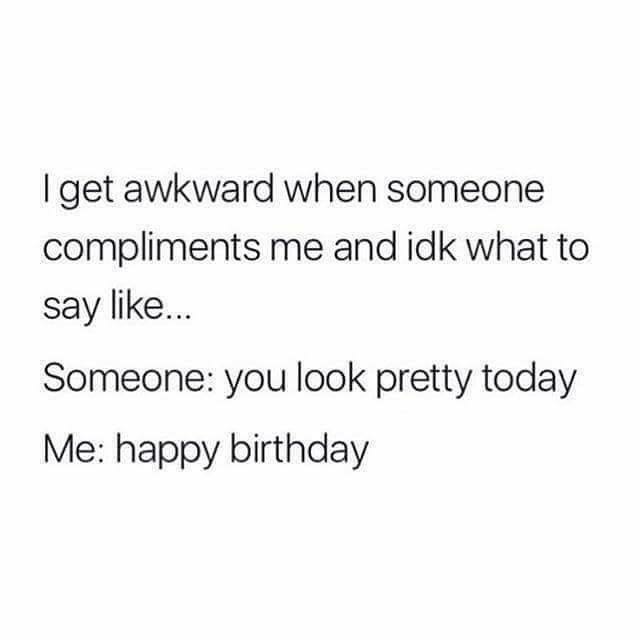 I get awkward when someone
compliments me and idk what to
say like...
Someone: you look pretty today
Me: happy birthday